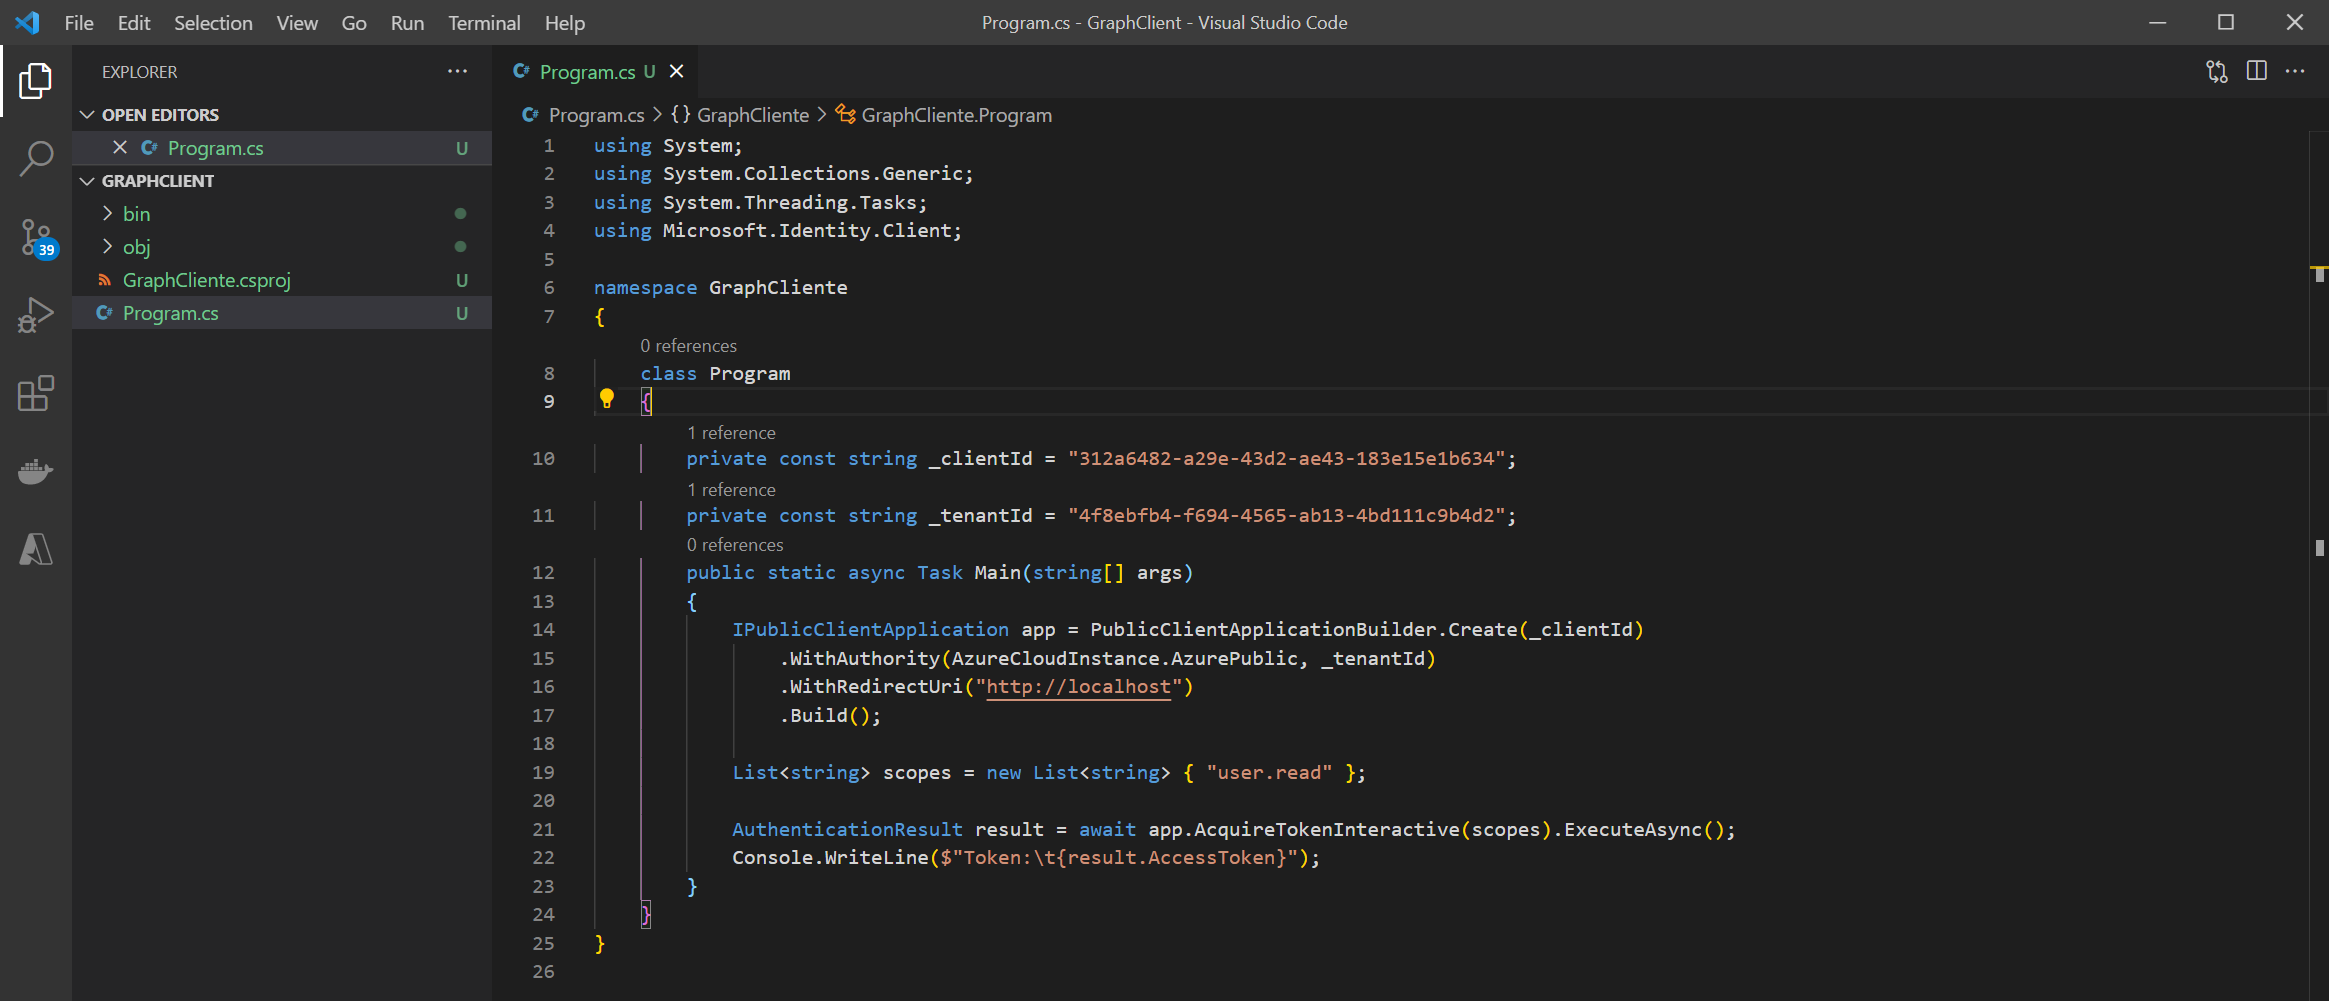 File Edit Selection View Go Run Terminal Help
Program.cs - GraphClient - Visual Studio Code
EXPLORER
OPEN EDITORS
Program.cs U
GRAPHCLIENT
bin
obj
GraphCliente.csproj U
Program.cs U
39
Program.cs U
Program.cs > {} GraphCliente > GraphCliente.Program
1 using System;
2 using System.Collections.Generic;
3 using System.Threading.Tasks;
4 using Microsoft.Identity.Client;
5
6 namespace GraphCliente
7 {
0 references
8 class Program
9 {
1 reference
10 private const string _clientId = "312a6482-a29e-43d2-ae43-183e15e1b634";
1 reference
11 private const string _tenantId = "4f8ebfb4-f694-4565-ab13-4bd111c9b4d2";
0 references
12 public static async Task Main(string[] args)
13 {
14 IPublicClientApplication app = PublicClientApplicationBuilder.Create(_clientId)
15 .WithAuthority(AzureCloudInstance.AzurePublic, _tenantId)
16 .WithRedirectUri("http://localhost")
17 .Build();
18
19 List<string> scopes = new List<string> { "user.read" };
20
21 AuthenticationResult result = await app.AcquireTokenInteractive(scopes).ExecuteAsync();
22 Console.WriteLine($"Token:\t{result.AccessToken}");
23 }
24 }
25 }
26